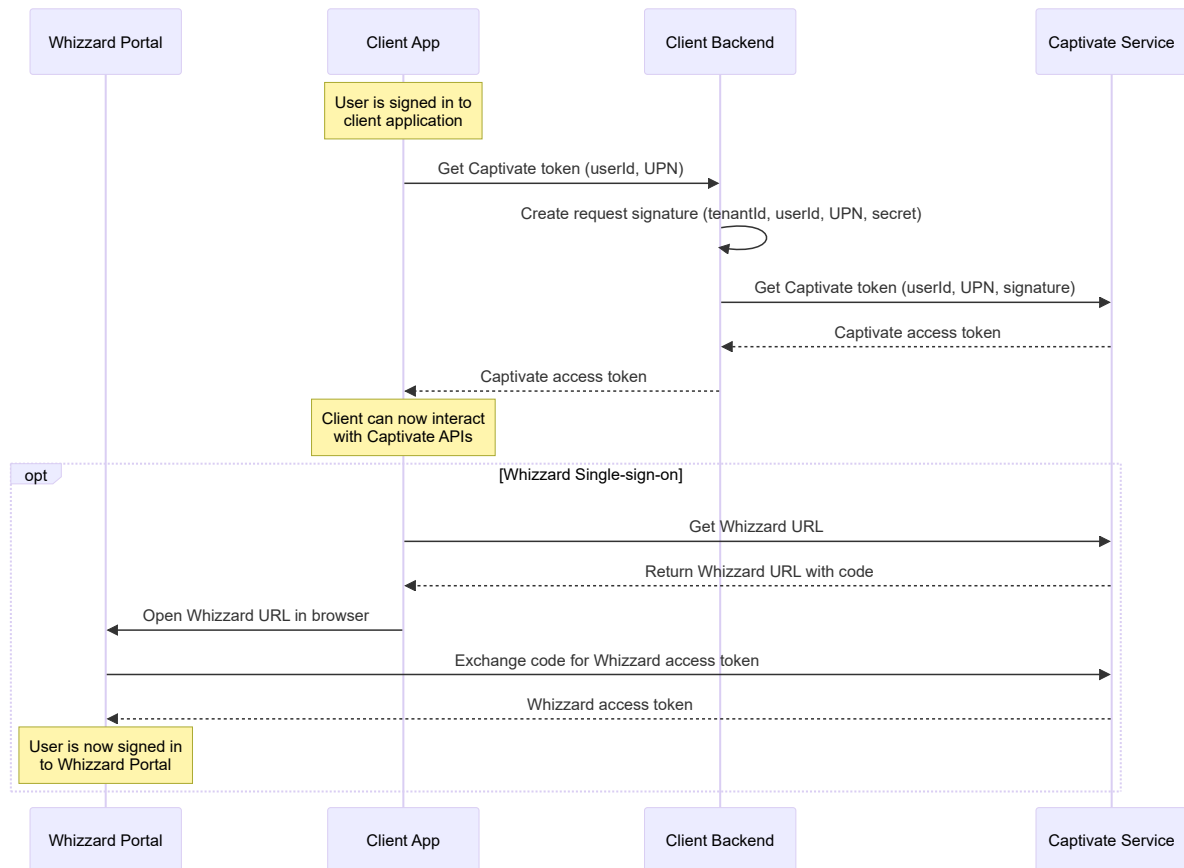 Whizzard Portal
Client App
Client Backend
Captivate Service
User is signed in to
client application
Get Captivate token (userId, UPN)
Create request signature (tenantId, userId, UPN, secret)
Get Captivate token (userId, UPN, signature)
Captivate access token
Captivate access token
Client can now interact
with Captivate APIs
opt
[Whizzard Single-sign-on]
Get Whizzard URL
Return Whizzard URL with code
Open Whizzard URL in browser
Exchange code for Whizzard access token
Whizzard access token
User is now signed in
to Whizzard Portal
Whizzard Portal
Client App
Client Backend
Captivate Service